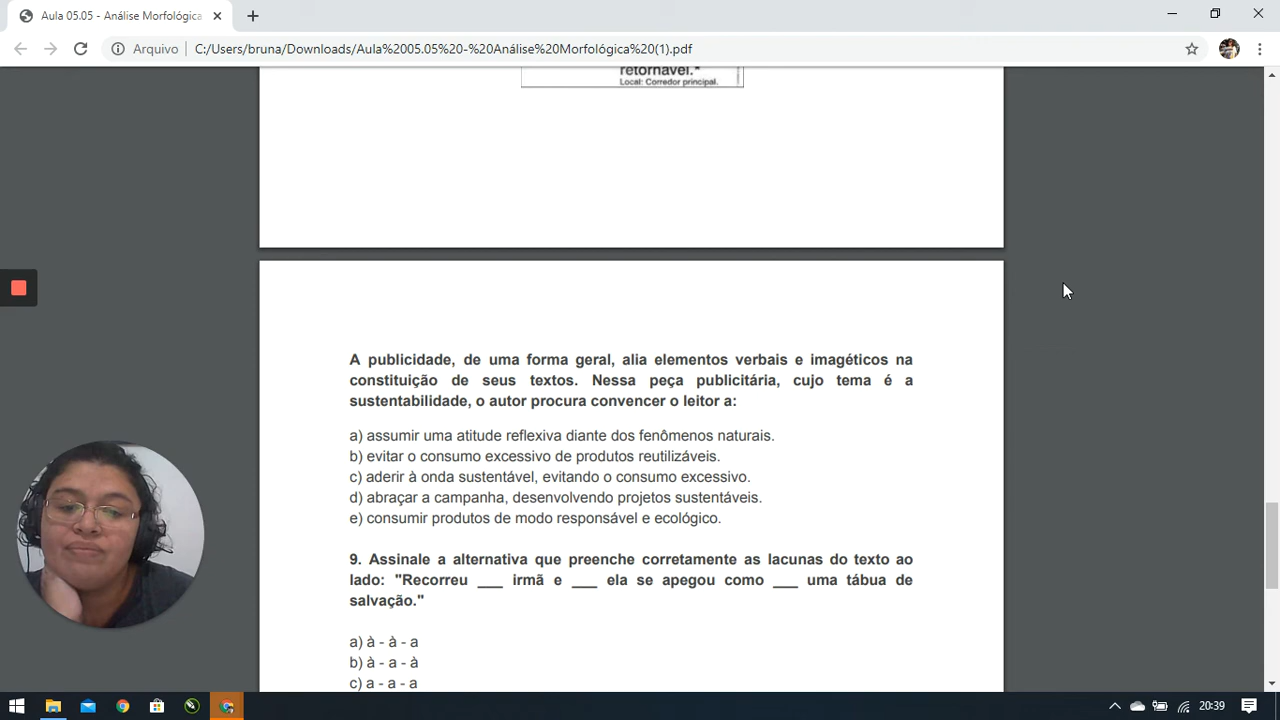 Aula 05.05 - Análise Morfológica
Arquivo
C:/Users/bruna/Downloads/Aula%2005.05%20-%20Análise%20Morfológica%20(1).pdf
retornável.*
Local: Corredor principal.
A publicidade, de uma forma geral, alia elementos verbais e imagéticos na
constituição de seus textos. Nessa peça publicitária, cujo tema é a
sustentabilidade, o autor procura convencer o leitor a:
a) assumir uma atitude reflexiva diante dos fenômenos naturais.
b) evitar o consumo excessivo de produtos reutilizáveis.
c) aderir à onda sustentável, evitando o consumo excessivo.
d) abraçar a campanha, desenvolvendo projetos sustentáveis.
e) consumir produtos de modo responsável e ecológico.
9. Assinale a alternativa que preenche corretamente as lacunas do texto ao
lado: "Recorreu ___ irmã e ___ ela se apegou como ___ uma tábua de
salvação."
a) à - à - a
b) à - a - à
c) a - a - a
20:39